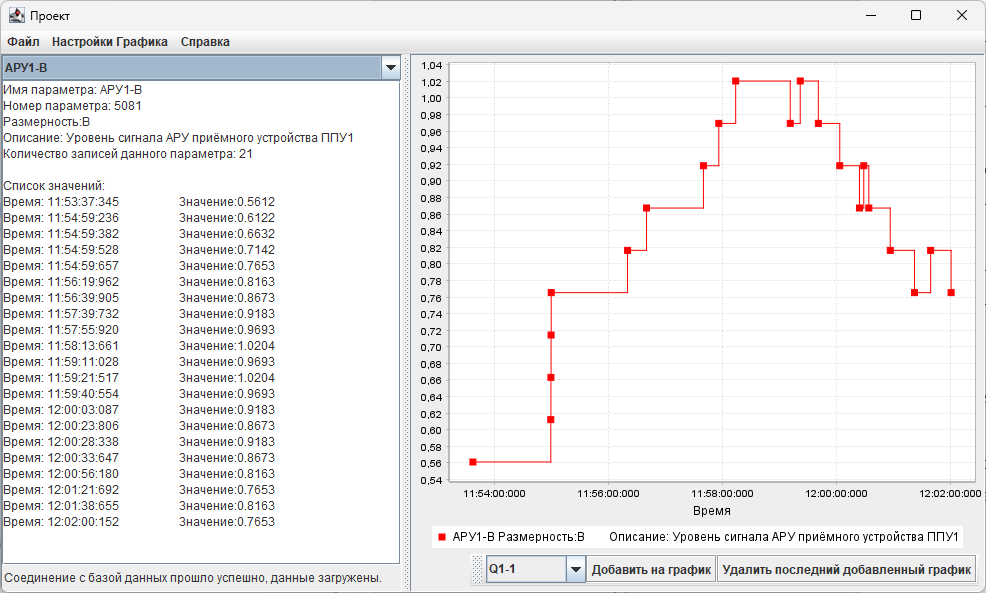 Проект
Файл Настройки Графика Справка
АРУ1-В
Имя параметра: АРУ1-В
Номер параметра: 5081
Размерность:В
Описание: Уровень сигнала АРУ приёмного устройства ППУ1
Количество записей данного параметра: 21
Список значений:
Время: 11:53:37:345 Значение:0.5612
Время: 11:54:59:236 Значение:0.6122
Время: 11:54:59:382 Значение:0.6632
Время: 11:54:59:528 Значение:0.7142
Время: 11:54:59:657 Значение:0.7653
Время: 11:56:19:962 Значение:0.8163
Время: 11:56:39:905 Значение:0.8673
Время: 11:57:39:732 Значение:0.9183
Время: 11:57:55:920 Значение:0.9693
Время: 11:58:13:661 Значение:1.0204
Время: 11:59:11:028 Значение:0.9693
Время: 11:59:21:517 Значение:1.0204
Время: 11:59:40:554 Значение:0.9693
Время: 12:00:03:087 Значение:0.9183
Время: 12:00:23:806 Значение:0.8673
Время: 12:00:28:338 Значение:0.9183
Время: 12:00:33:647 Значение:0.8673
Время: 12:00:56:180 Значение:0.8163
Время: 12:01:21:692 Значение:0.7653
Время: 12:01:38:655 Значение:0.8163
Время: 12:02:00:152 Значение:0.7653
Соединение с базой данных прошло успешно, данные загружены.
1,04
1,02
1,00
0,98
0,96
0,94
0,92
0,90
0,88
0,86
0,84
0,82
0,80
0,78
0,76
0,74
0,72
0,70
0,68
0,66
0,64
0,62
0,60
0,58
0,56
0,54
11:54:00:000 11:56:00:000 11:58:00:000 12:00:00:000 12:02:00:000
Время
АРУ1-В Размерность:В Описание: Уровень сигнала АРУ приёмного устройства ППУ1
Q1-1 Добавить на график Удалить последний добавленный график